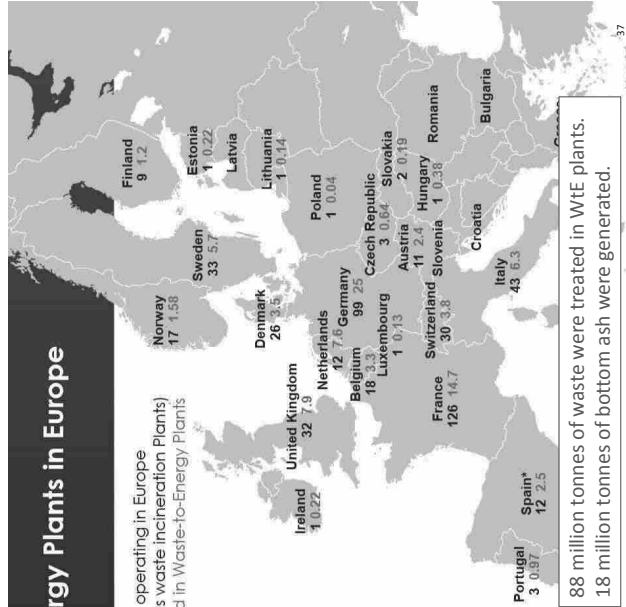 rgy Plants in Europe
operating in Europe
s waste incineration Plants)
d in Waste-to-Energy Plants
Norway
17 1.58
Sweden
33 5.7
Finland
9 1.2
Estonia
1 0.22
Latvia
Lithuania
1 0.14
Denmark
26 3.5
United Kingdom
32 7.9
Ireland
1 0.22
Netherlands
12 7.6
Belgium
18 3.3
Germany
99 25
Poland
1 0.04
Luxembourg
1 0.13
Czech Republic
3 0.64
Slovakia
2 0.19
Austria
11 2.4
Hungary
1 0.38
Romania
Switzerland
30 3.8
Slovenia
Croatia
Bulgaria
France
126 14.7
Italy
43 6.3
Spain*
12 2.5
Portugal
3 0.97
88 million tonnes of waste were treated in WtE plants.
18 million tonnes of bottom ash were generated.
37